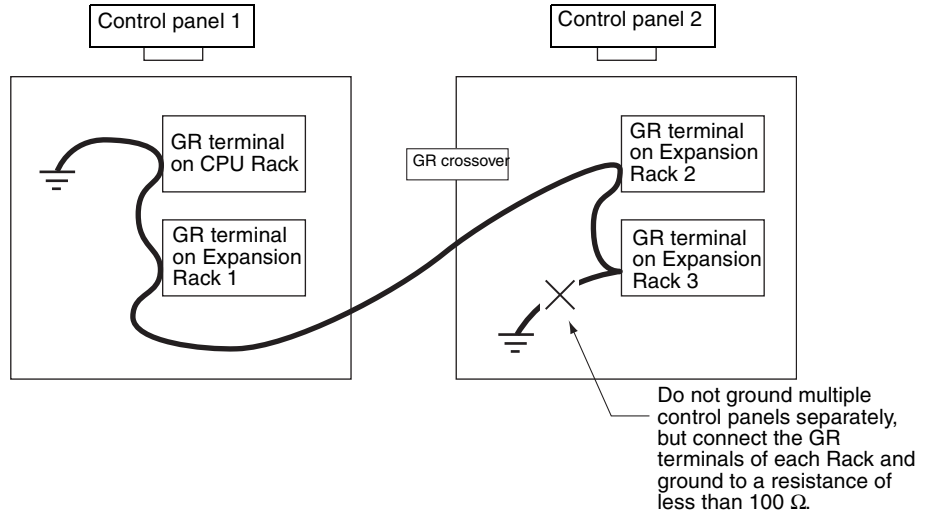 Control panel 1
Control panel 2
GR terminal
on CPU Rack
GR terminal
on Expansion
Rack 1
GR crossover
GR terminal
on Expansion
Rack 2
GR terminal
on Expansion
Rack 3
Do not ground multiple
control panels separately,
but connect the GR
terminals of each Rack and
ground to a resistance of
less than 100 Ω.